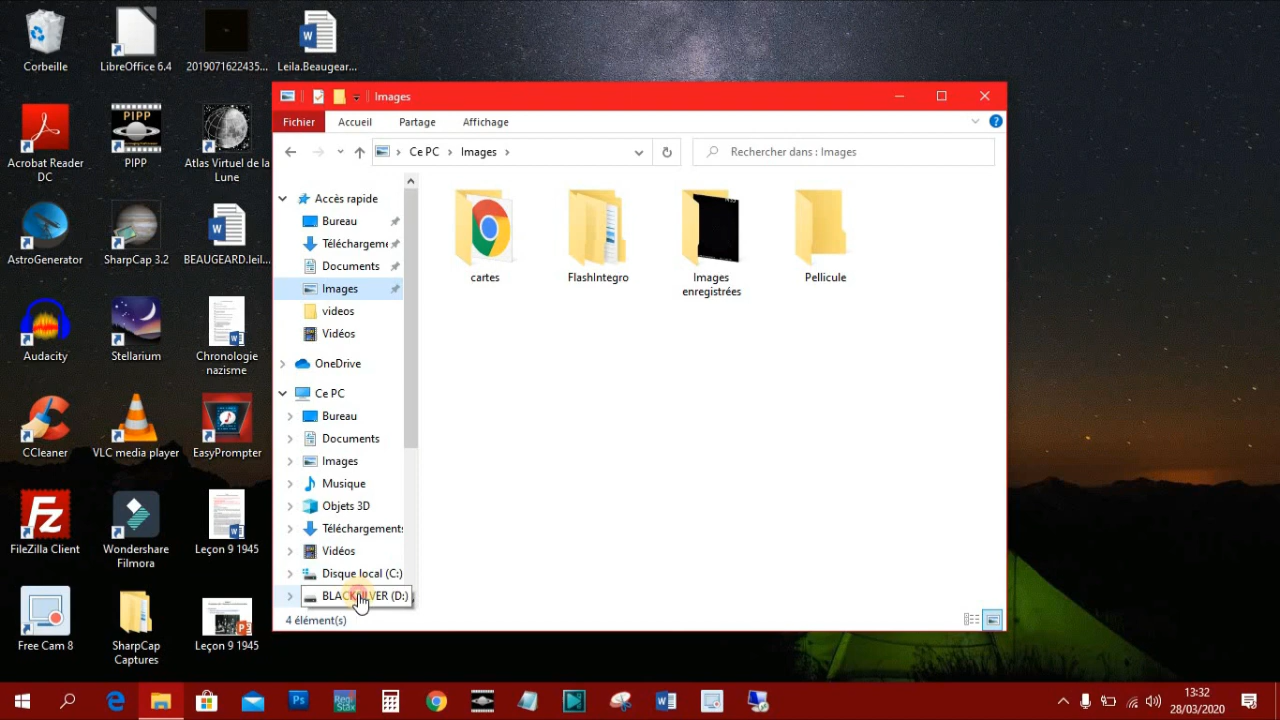 Corbeille
LibreOffice 6.4
2019071622435...
Leila.Beaugear...
Acrobat Reader
DC
PIPP
PIPP
Atlas Virtuel de la
Lune
AstroGenerator
SharpCap 3.2
BEAUGEARD.leil...
Audacity
Stellarium
Chronologie
nazisme
CCleaner
VLC media player
EasyPrompter
FileZilla Client
Wondershare
Filmora
Leçon 9 1945
Free Cam 8
SharpCap
Captures
Leçon 9 1945
Images
Fichier
Accueil
Partage
Affichage
Ce PC
Images
Rechercher dans : Images
Accès rapide
Bureau
Téléchargeme
Documents
Images
videos
Vidéos
OneDrive
Ce PC
Bureau
Documents
Images
Musique
Objets 3D
Téléchargements
Vidéos
Disque local (C:)
BLACKSILVER (D:)
cartes
FlashIntegro
Images
enregistrées
Pellicule
4 élément(s)
Ps
Regi
Stax
13:32
28/03/2020